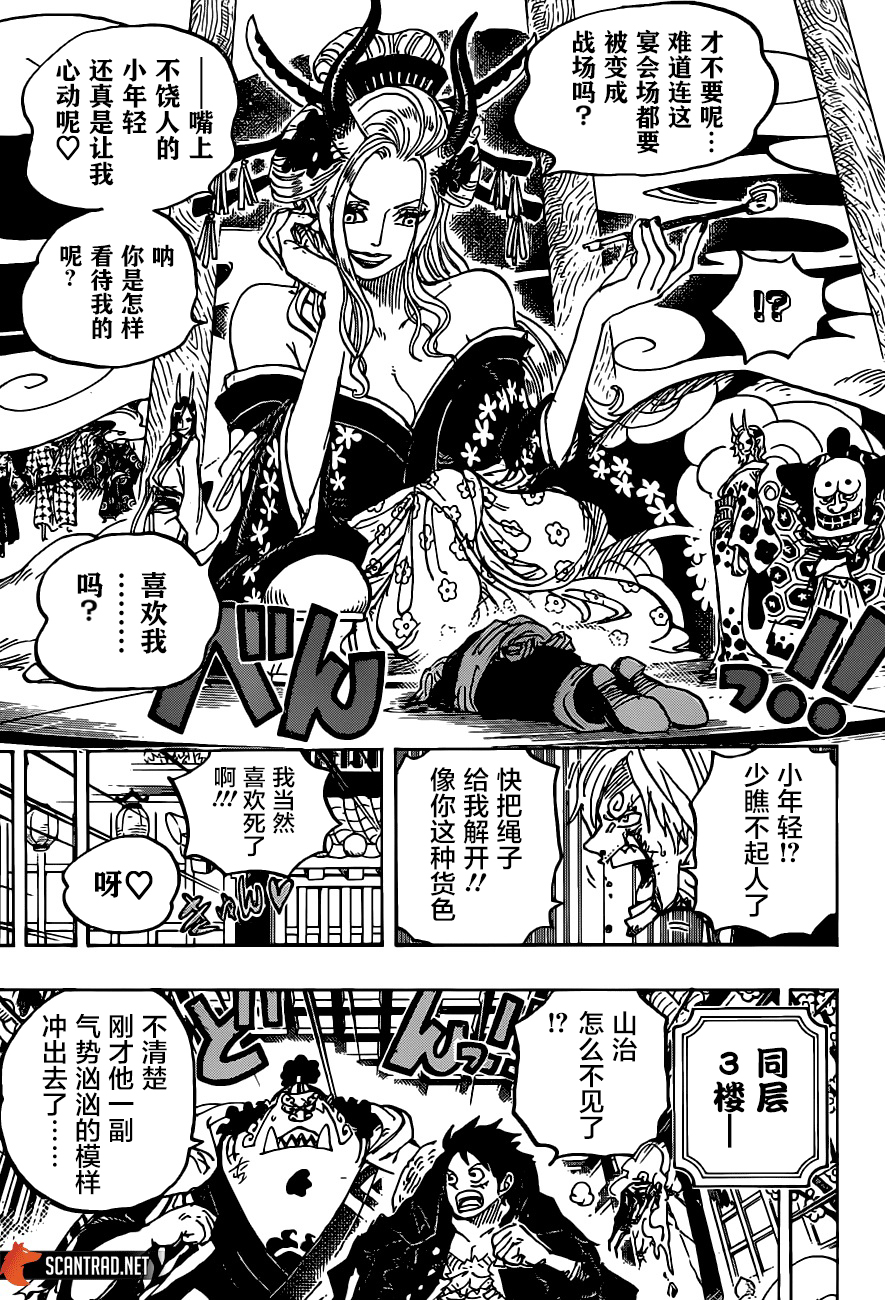 才不要呢…
难道连这
宴会场都要
被变成
战场吗?
——嘴上
不饶人的
小年轻
还真是让我
心动呢♡
呐
你是怎样
看待我的
呢?
!?
喜欢我
………
吗?
べんっ!!
小年轻!?
少瞧不起人了
快把绳子
给我解开!!
像你这种货色
我当然
喜欢死了
啊!!!
呀♡
同层
3楼—
山治
怎么不见了
!?
どんっ
不清楚
刚才他一副
气势汹汹的模样
冲出去了……
SCANTRAD.NET